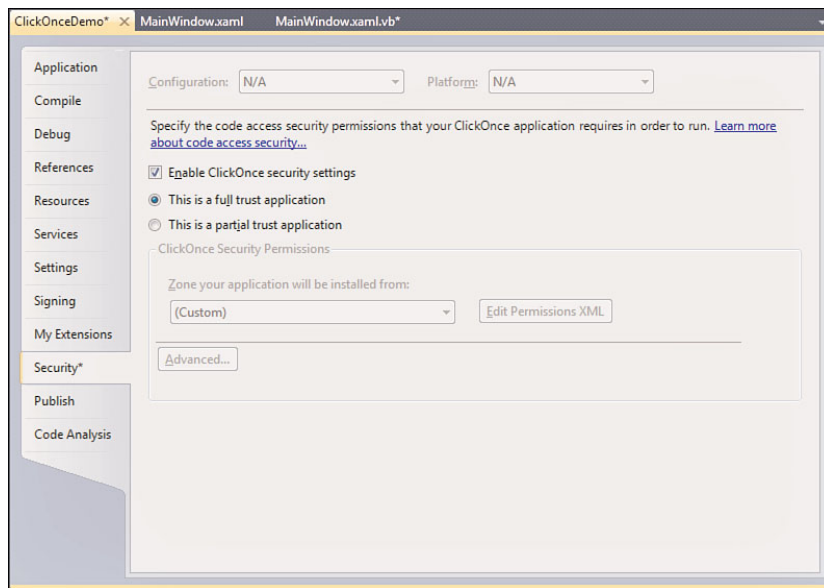 ClickOnceDemo* MainWindow.xaml MainWindow.xaml.vb*
Application
Compile
Debug
References
Resources
Services
Settings
Signing
My Extensions
Security*
Publish
Code Analysis
Configuration: N/A Platform: N/A
Specify the code access security permissions that your ClickOnce application requires in order to run. Learn more
about code access security...
Enable ClickOnce security settings
This is a full trust application
This is a partial trust application
ClickOnce Security Permissions
Zone your application will be installed from:
(Custom) Edit Permissions XML
Advanced...